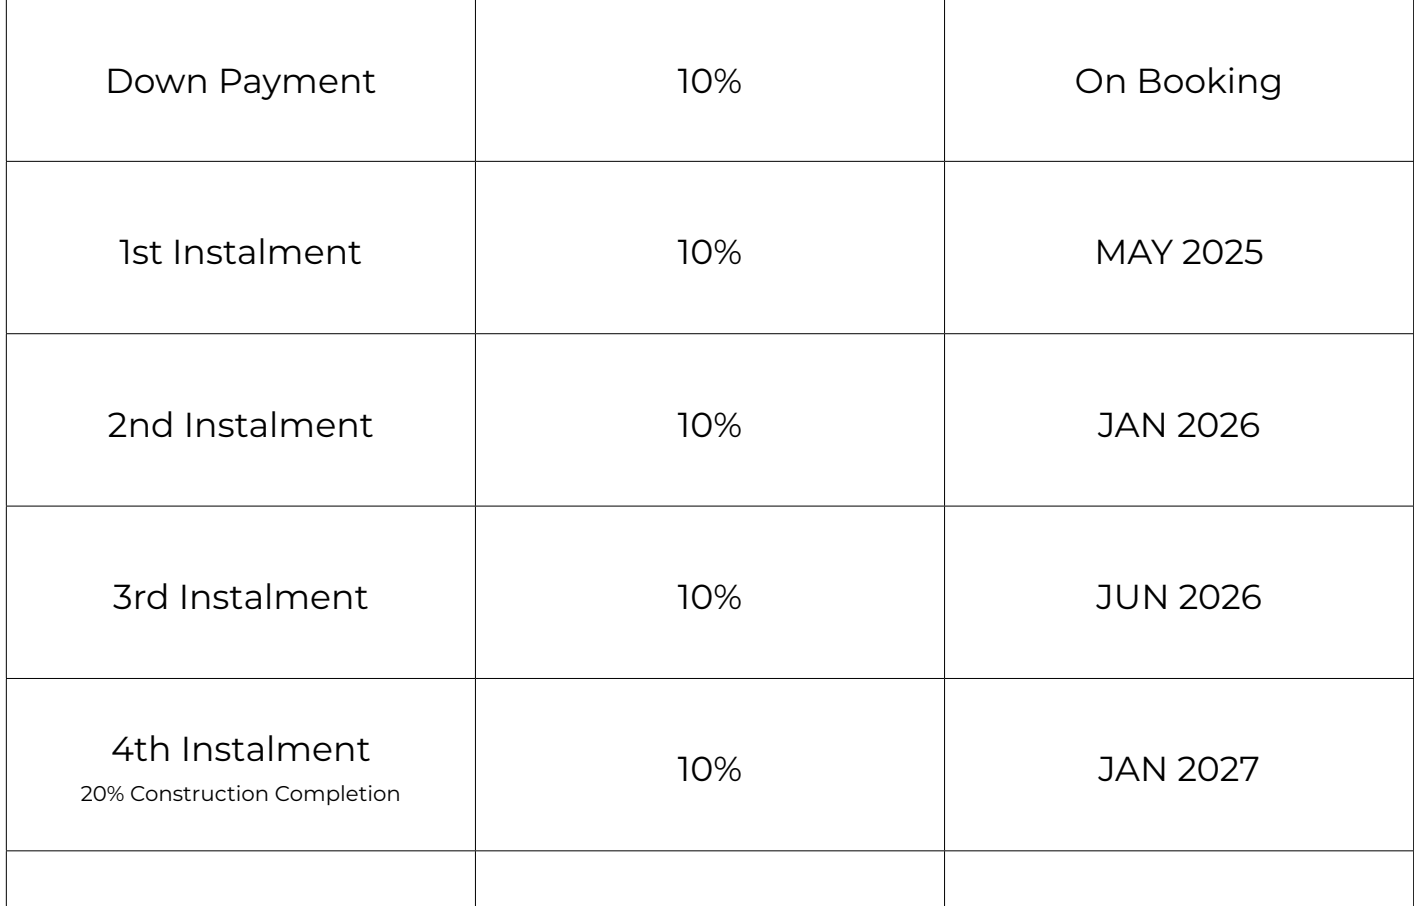 Down Payment 10% On Booking
1st Instalment 10% MAY 2025
2nd Instalment 10% JAN 2026
3rd Instalment 10% JUN 2026
4th Instalment 10% JAN 2027
20% Construction Completion